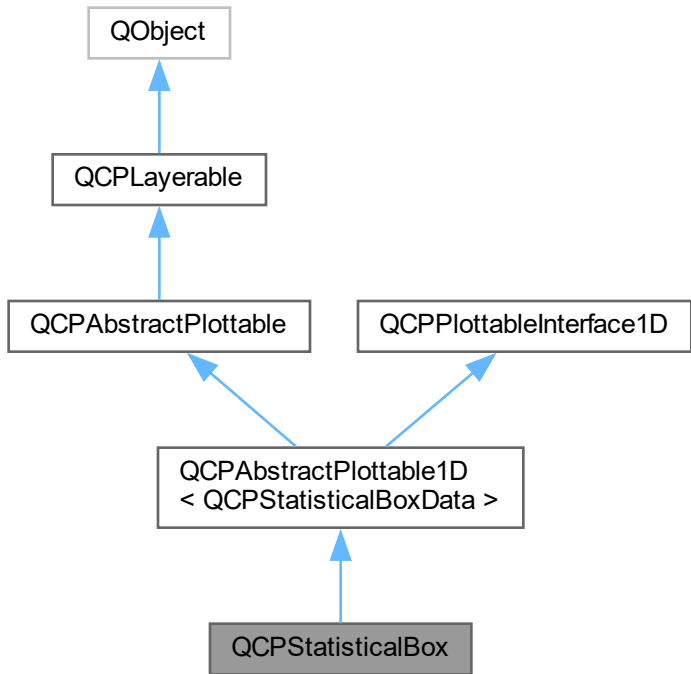 QObject
QCPLayerable
QCPAbstractPlottable
QCPPlottableInterface1D
QCPAbstractPlottable1D
< QCPStatisticalBoxData >
QCPStatisticalBox